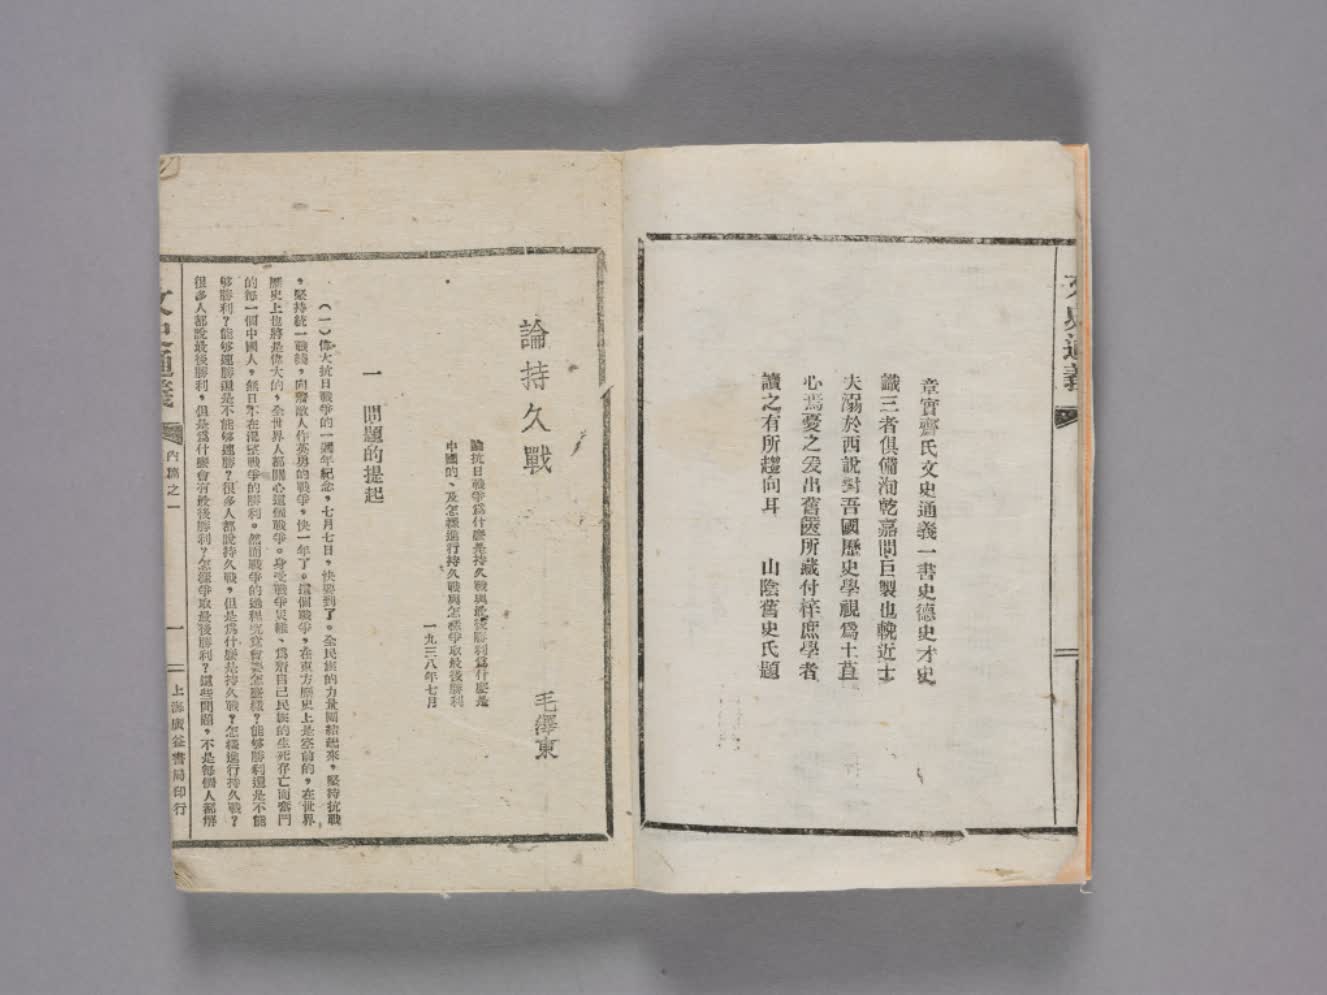 文史通義
章實齋氏文史通義一書史德史才史
識三者俱備洵乾嘉間巨製也輓近士
夫溺於西說對吾國歷史學視為土苴
心焉憂之爰出舊篋所藏付梓庶學者
讀之有所趨向耳　山陰舊史氏題
論持久戰
毛澤東
論抗日戰爭爲什麽是持久戰與最後勝利爲什麽是
中國的、及怎樣進行持久戰與怎樣爭取最後勝利
一九三八年七月
一　問題的提起
（一）偉大抗日戰爭的一週年紀念，七月七日，快要到了。全民族的力量團結起來，堅持抗戰
，堅持統一戰綫，向着敵人作英勇的戰爭，快一年了。這個戰爭，在東方歷史上是空前的，在世界
歷史上也將是偉大的，全世界人都關心這個戰爭。身受戰爭災難、爲着自己民族的生死存亡而奮鬥
的每一個中國人，無日不在渴望戰爭的勝利。然而戰爭的過程究竟會要怎麽樣？能够勝利還是不能
够勝利？能够速勝還是不能够速勝？很多人都說持久戰，但是爲什麽是持久戰？怎樣進行持久戰？
很多人都說最後勝利，但是爲什麽會有最後勝利？怎樣爭取最後勝利？這些問題，不是每個人都解
文史通義
內篇之一
一
上海廣益書局印行